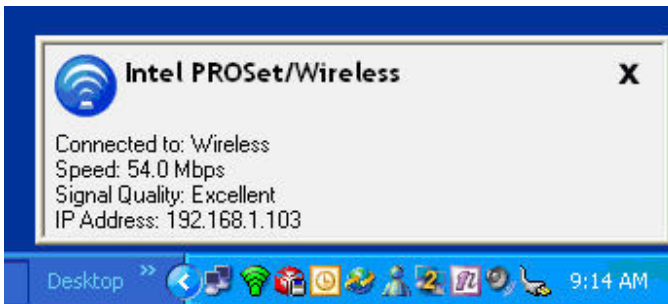 Intel PROSet/Wireless X
Connected to: Wireless
Speed: 54.0 Mbps
Signal Quality: Excellent
IP Address: 192.168.1.103
Desktop » 9:14 AM